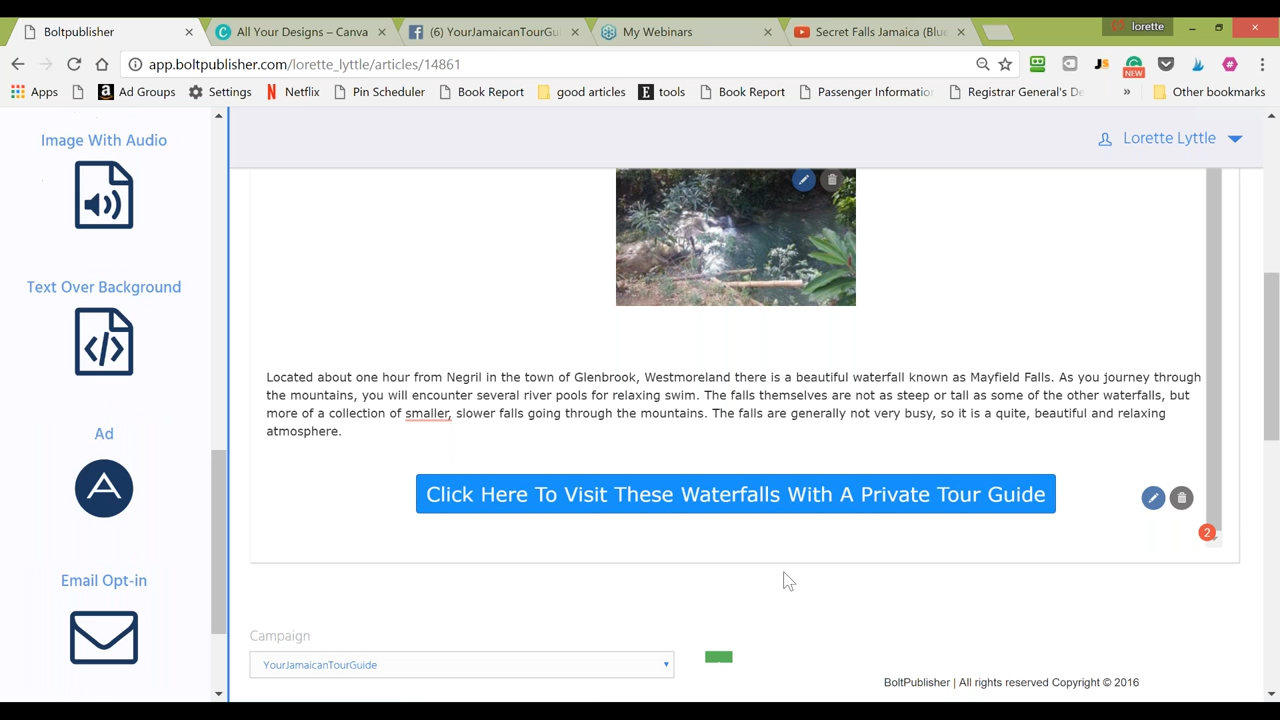 Boltpublisher
All Your Designs – Canva
(6) YourJamaicanTourGui
My Webinars
Secret Falls Jamaica (Blue
lorette
app.boltpublisher.com/lorette_lyttle/articles/14861
NEW
JS
Apps
Ad Groups
Settings
Netflix
Pin Scheduler
Book Report
good articles
tools
Book Report
Passenger Information
Registrar General's De
»
Other bookmarks
Image With Audio
Text Over Background
Ad
Email Opt-in
Lorette Lyttle
Located about one hour from Negril in the town of Glenbrook, Westmoreland there is a beautiful waterfall known as Mayfield Falls. As you journey through
the mountains, you will encounter several river pools for relaxing swim. The falls themselves are not as steep or tall as some of the other waterfalls, but
more of a collection of smaller, slower falls going through the mountains. The falls are generally not very busy, so it is a quite, beautiful and relaxing
atmosphere.
Click Here To Visit These Waterfalls With A Private Tour Guide
2
Campaign
YourJamaicanTourGuide
BoltPublisher | All rights reserved Copyright © 2016